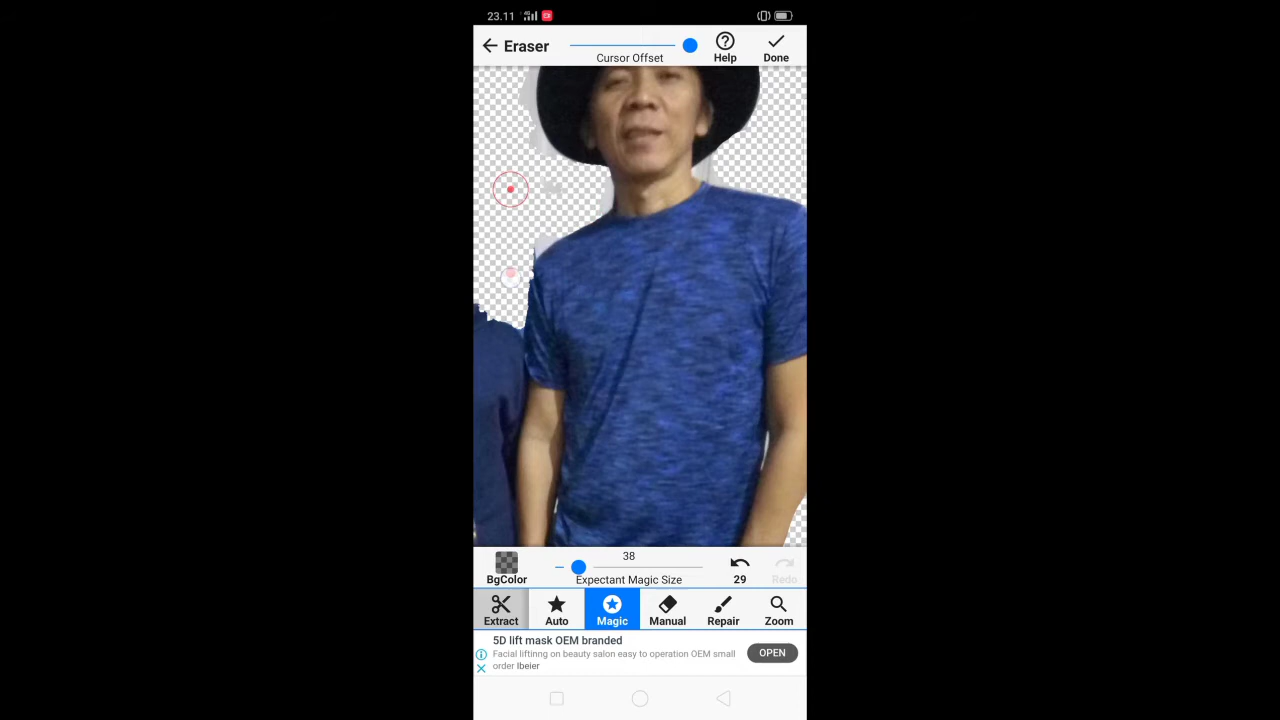 23.11
Eraser
Cursor Offset
Help
Done
38
Expectant Magic Size
BgColor
29
Redo
Extract
Auto
Magic
Manual
Repair
Zoom
5D lift mask OEM branded
Facial liftinng on beauty salon easy to operation OEM small
order Ibeier
OPEN